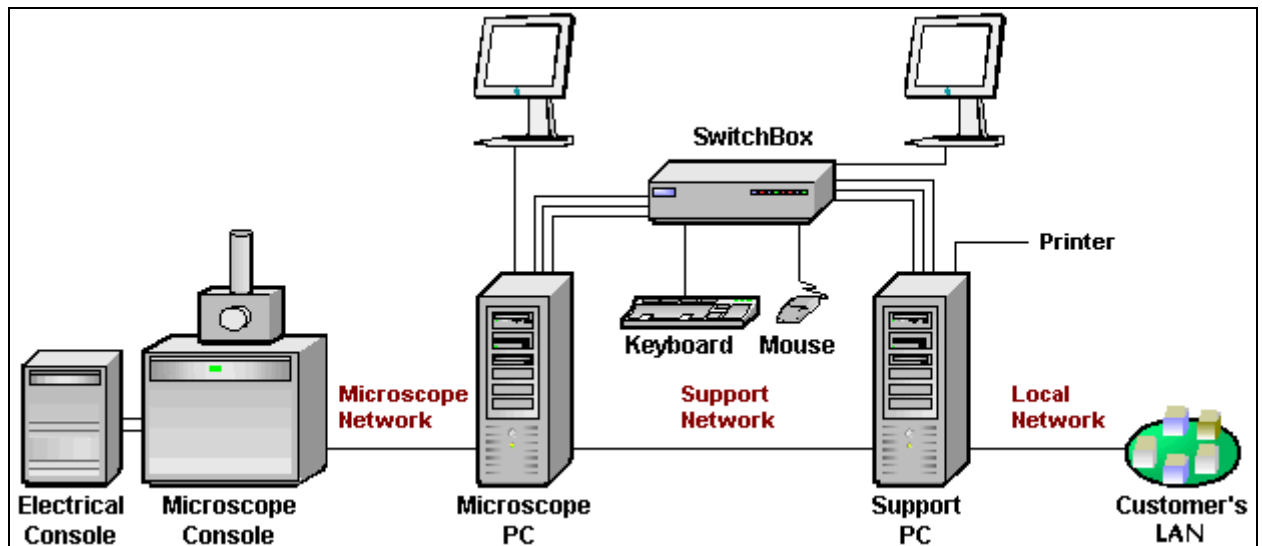 SwitchBox
Printer
Keyboard
Mouse
Microscope
Network
Support
Network
Local
Network
Electrical
Console
Microscope
Console
Microscope
PC
Support
PC
Customer's
LAN